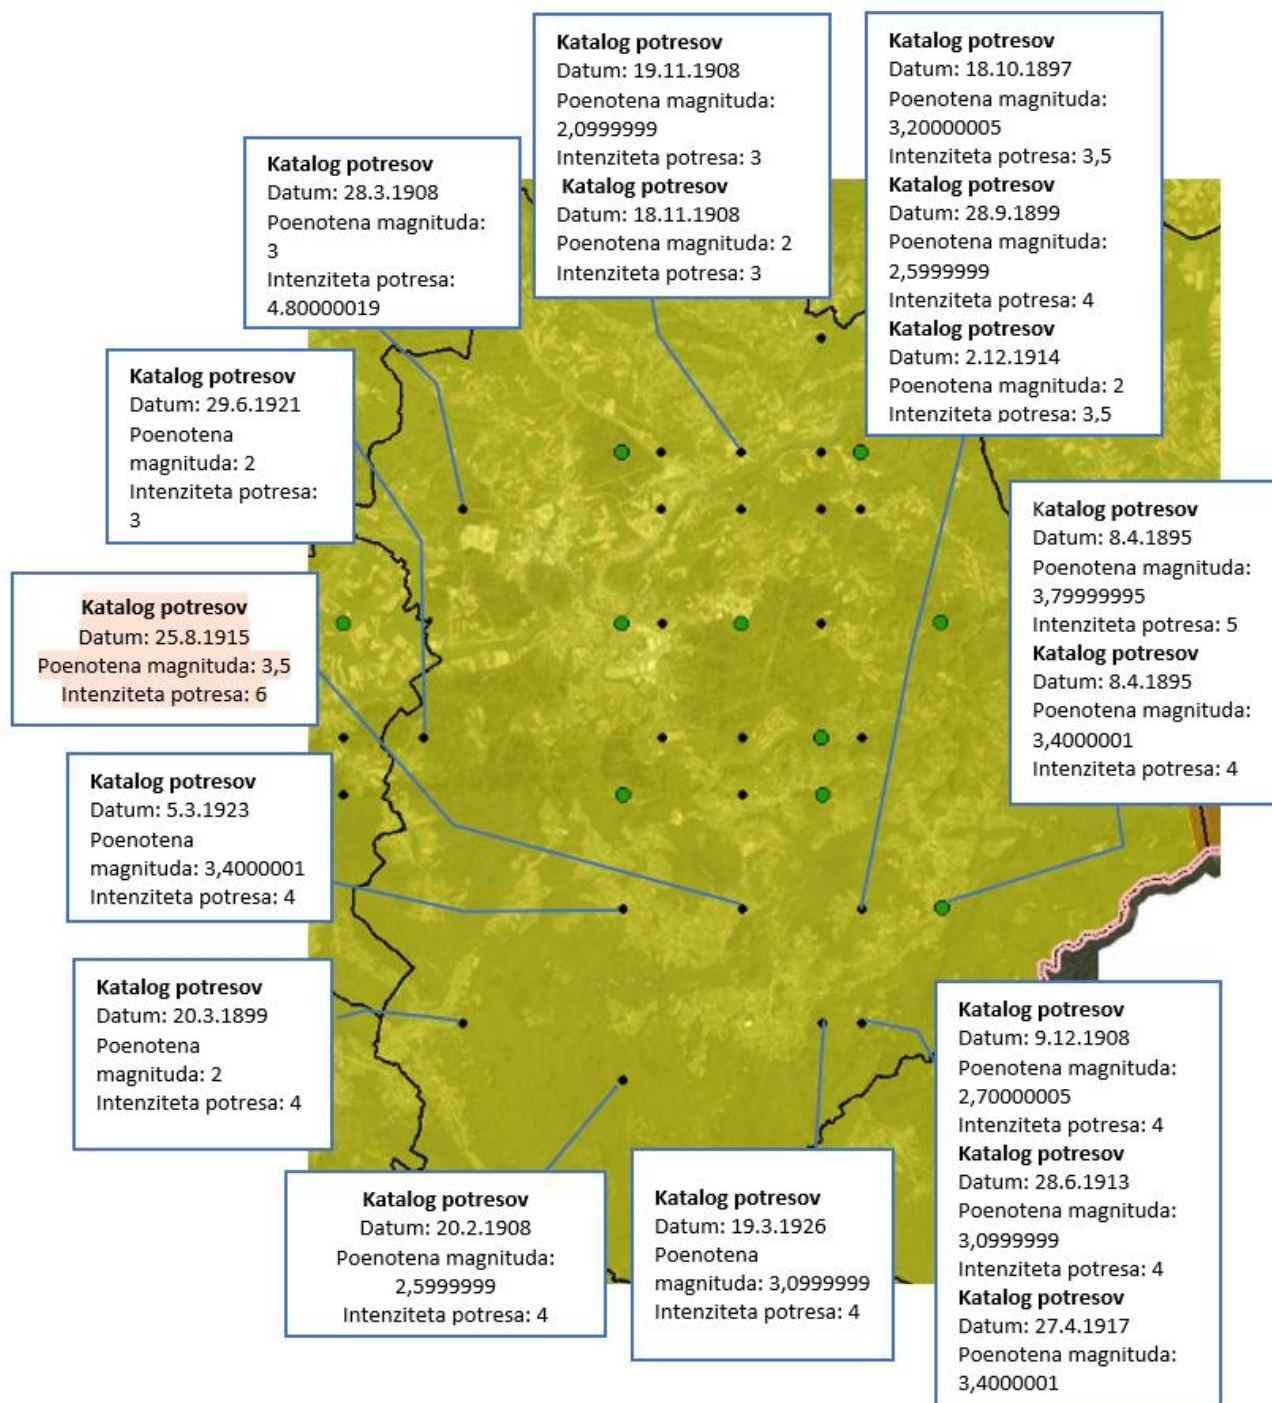 Katalog potresov
Datum: 19.11.1908
Poenotena magnituda:
2,0999999
Intenziteta potresa: 3
Katalog potresov
Datum: 18.11.1908
Poenotena magnituda: 2
Intenziteta potresa: 3
Katalog potresov
Datum: 18.10.1897
Poenotena magnituda:
3,20000005
Intenziteta potresa: 3,5
Katalog potresov
Datum: 28.9.1899
Poenotena magnituda:
2,5999999
Intenziteta potresa: 4
Katalog potresov
Datum: 2.12.1914
Poenotena magnituda: 2
Intenziteta potresa: 3,5
Katalog potresov
Datum: 28.3.1908
Poenotena magnituda:
3
Intenziteta potresa:
4.80000019
Katalog potresov
Datum: 29.6.1921
Poenotena
magnituda: 2
Intenziteta potresa:
3
Katalog potresov
Datum: 8.4.1895
Poenotena magnituda:
3,79999995
Intenziteta potresa: 5
Katalog potresov
Datum: 8.4.1895
Poenotena magnituda:
3,4000001
Intenziteta potresa: 4
Katalog potresov
Datum: 25.8.1915
Poenotena magnituda: 3,5
Intenziteta potresa: 6
Katalog potresov
Datum: 5.3.1923
Poenotena
magnituda: 3,4000001
Intenziteta potresa: 4
Katalog potresov
Datum: 20.3.1899
Poenotena
magnituda: 2
Intenziteta potresa: 4
Katalog potresov
Datum: 20.2.1908
Poenotena magnituda:
2,5999999
Intenziteta potresa: 4
Katalog potresov
Datum: 19.3.1926
Poenotena
magnituda: 3,0999999
Intenziteta potresa: 4
Katalog potresov
Datum: 9.12.1908
Poenotena magnituda:
2,70000005
Intenziteta potresa: 4
Katalog potresov
Datum: 28.6.1913
Poenotena magnituda:
3,0999999
Intenziteta potresa: 4
Katalog potresov
Datum: 27.4.1917
Poenotena magnituda:
3,4000001